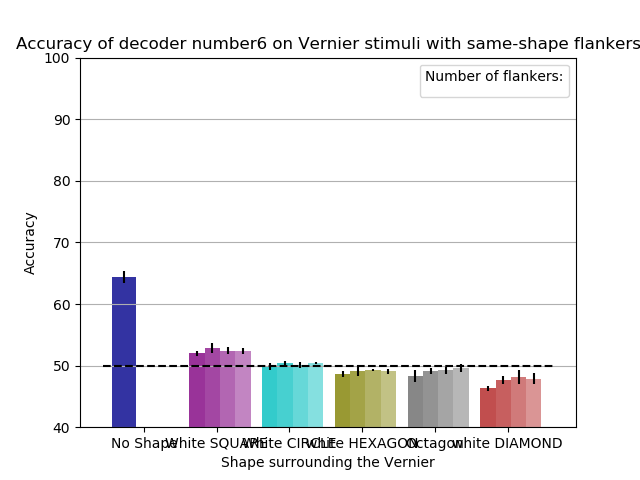 Accuracy of decoder number6 on Vernier stimuli with same-shape flankers
Number of flankers:
100
90
80
70
60
50
40
Accuracy
No Shape
White SQUARE
White CIRCLE
white HEXAGON
Octagon
white DIAMOND
Shape surrounding the Vernier